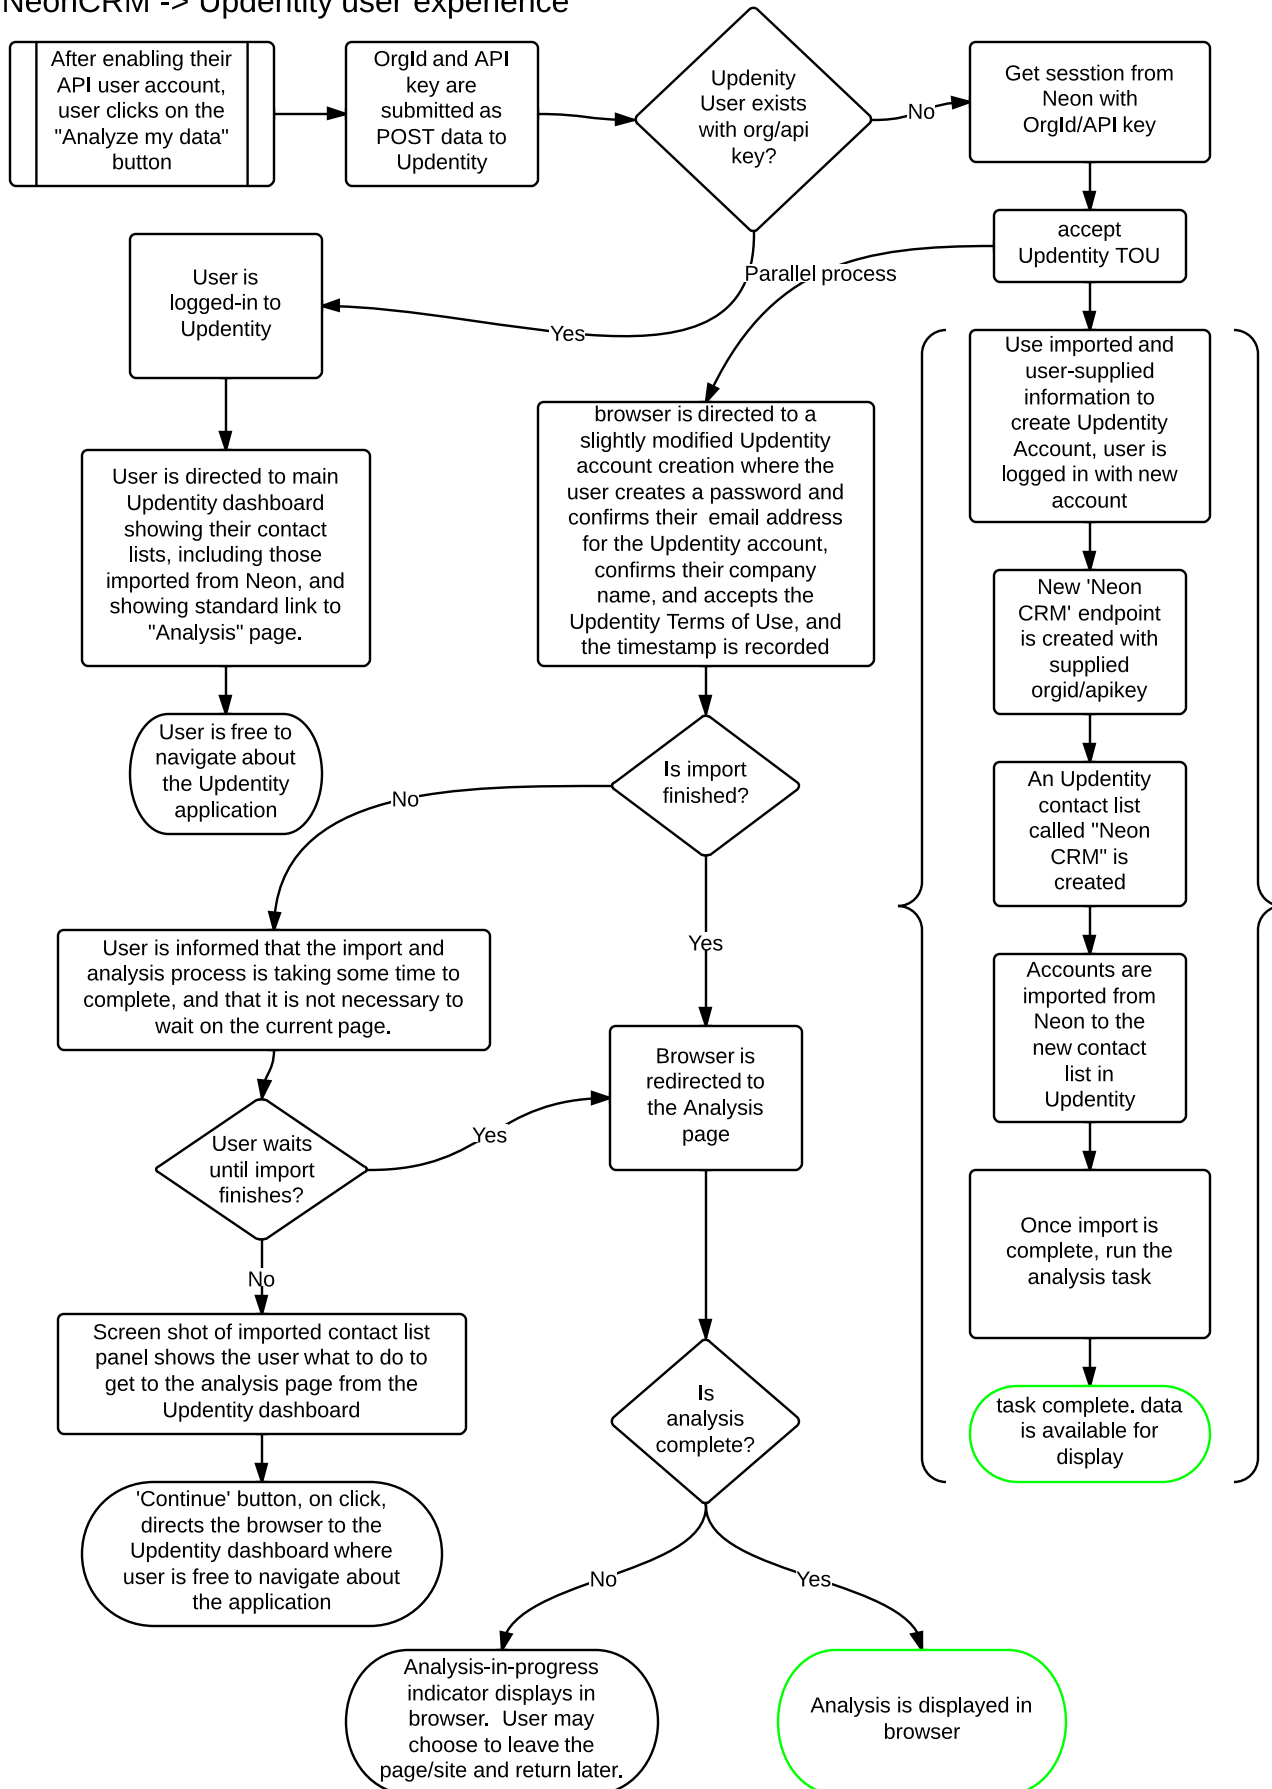 NeonCRM -> Updentity user experience
After enabling their
API user account,
user clicks on the
"Analyze my data"
button
OrgId and API
key are
submitted as
POST data to
Updentity
Updenity
User exists
with org/api
key?
No
Get sesstion from
Neon with
OrgId/API key
accept
Updentity TOU
Parallel process
Yes
User is
logged-in to
Updentity
Use imported and
user-supplied
information to
create Updentity
Account, user is
logged in with new
account
browser is directed to a
slightly modified Updentity
account creation where the
user creates a password and
confirms their  email address
for the Updentity account,
confirms their company
name, and accepts the
Updentity Terms of Use, and
the timestamp is recorded
User is directed to main
Updentity dashboard
showing their contact
lists, including those
imported from Neon, and
showing standard link to
"Analysis" page.
New 'Neon
CRM' endpoint
is created with
supplied
orgid/apikey
User is free to
navigate about
the Updentity
application
Is import
finished?
No
An Updentity
contact list
called "Neon
CRM" is
created
Yes
User is informed that the import and
analysis process is taking some time to
complete, and that it is not necessary to
wait on the current page.
Accounts are
imported from
Neon to the
new contact
list in
Updentity
Browser is
redirected to
the Analysis
page
User waits
until import
finishes?
Yes
No
Once import is
complete, run the
analysis task
Screen shot of imported contact list
panel shows the user what to do to
get to the analysis page from the
Updentity dashboard
Is
analysis
complete?
task complete. data
is available for
display
'Continue' button, on click,
directs the browser to the
Updentity dashboard where
user is free to navigate about
the application
No
Yes
Analysis-in-progress
indicator displays in
browser.  User may
choose to leave the
page/site and return later.
Analysis is displayed in
browser